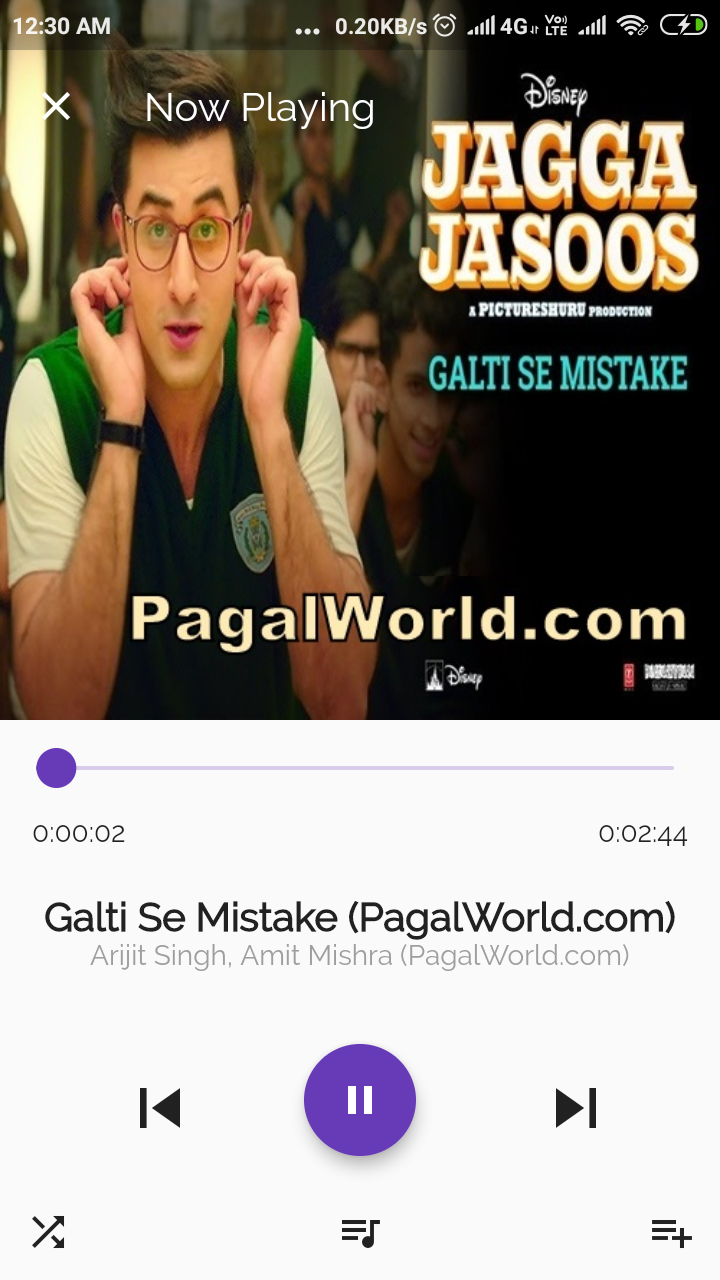 12:30 AM
... 0.20KB/s 4G Vo)) LTE
Now Playing
Disney
JAGGA
JASOOS
A PICTURESHURU PRODUCTION
GALTI SE MISTAKE
PagalWorld.com
Disney
0:00:02
0:02:44
Galti Se Mistake (PagalWorld.com)
Arijit Singh, Amit Mishra (PagalWorld.com)